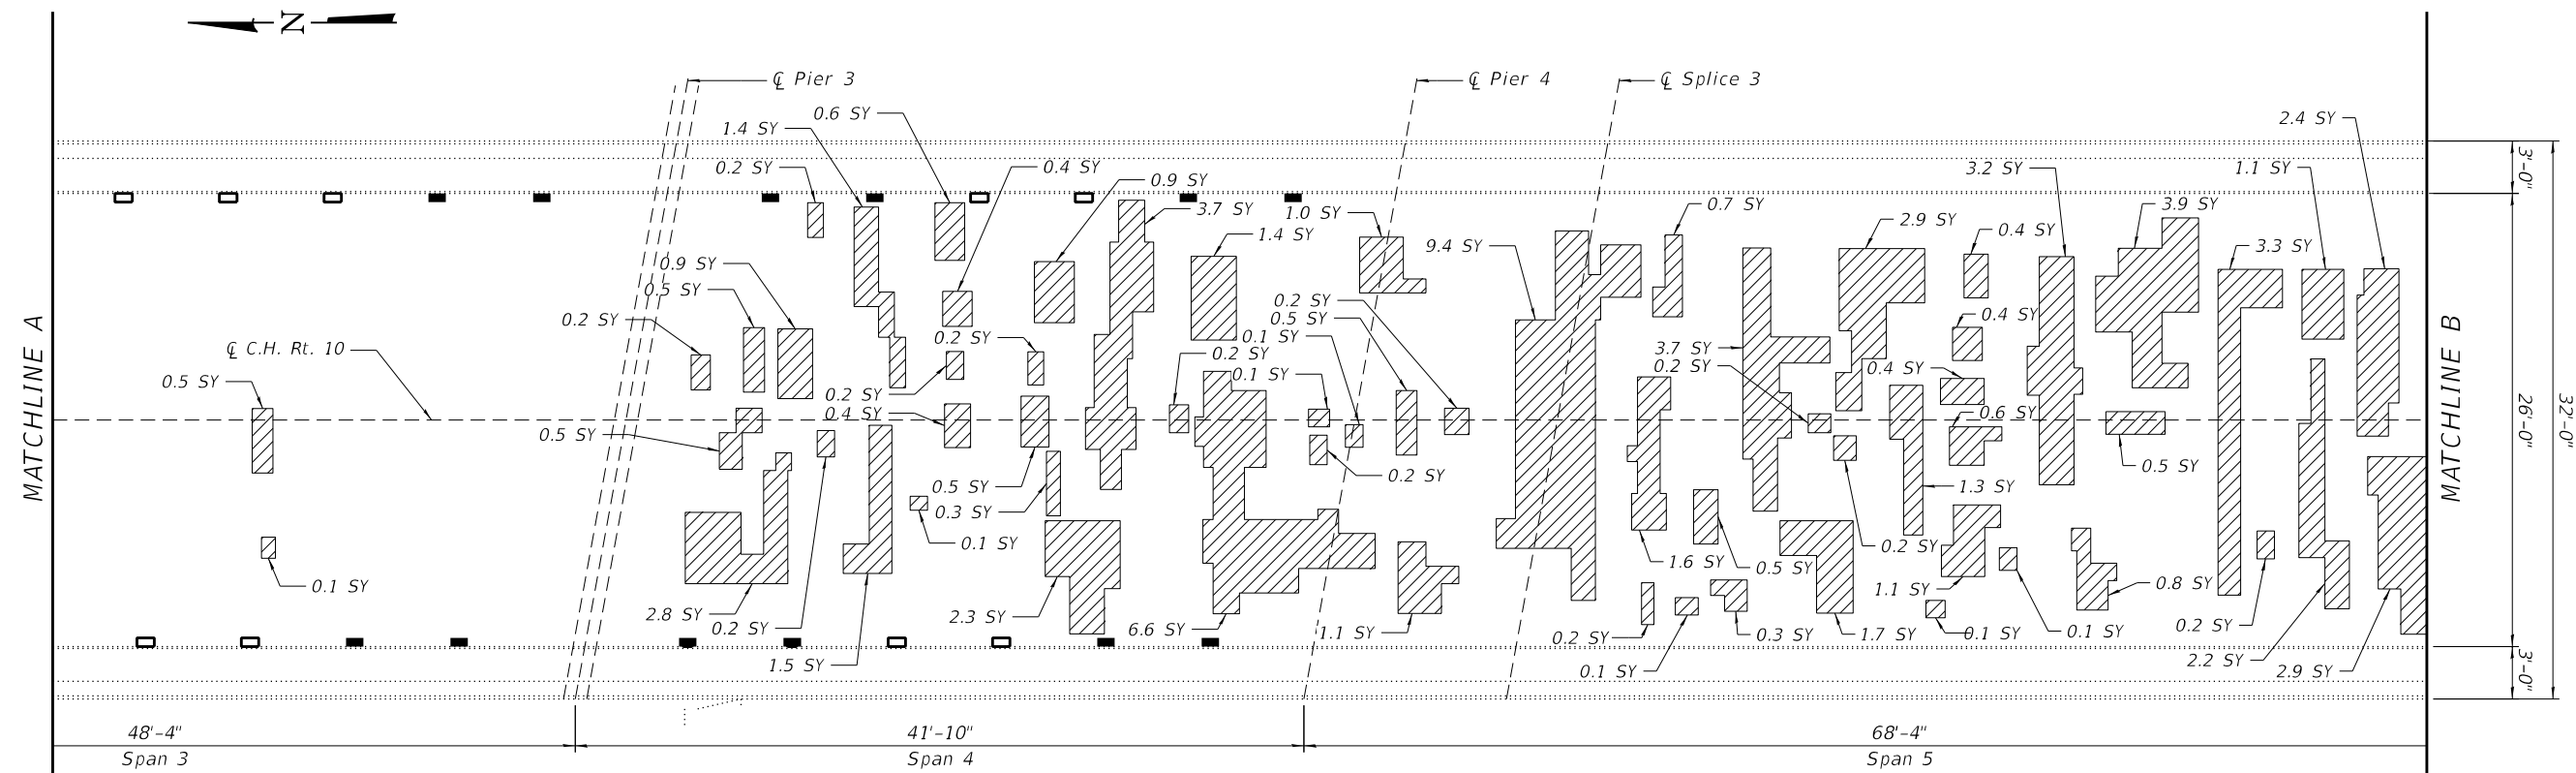 N
℄ Pier 3
℄ Pier 4
℄ Splice 3
0.6 SY
1.4 SY
0.2 SY
0.4 SY
0.9 SY
3.7 SY
1.0 SY
1.4 SY
0.7 SY
2.9 SY
0.4 SY
3.2 SY
3.9 SY
1.1 SY
2.4 SY
3.3 SY
9.4 SY
0.9 SY
0.5 SY
0.2 SY
0.2 SY
0.5 SY
0.1 SY
0.2 SY
0.2 SY
0.1 SY
0.2 SY
0.4 SY
3.7 SY
0.2 SY
0.4 SY
0.4 SY
0.6 SY
℄ C.H. Rt. 10
0.5 SY
0.5 SY
0.5 SY
0.3 SY
0.1 SY
0.2 SY
0.5 SY
1.3 SY
0.2 SY
0.1 SY
2.8 SY
0.2 SY
1.5 SY
2.3 SY
6.6 SY
1.1 SY
1.6 SY
0.5 SY
0.2 SY
0.1 SY
0.3 SY
1.7 SY
1.1 SY
0.1 SY
0.1 SY
0.8 SY
0.2 SY
2.2 SY
2.9 SY
MATCHLINE A
MATCHLINE B
3'-0"
26'-0"
32'-0"
3'-0"
48'-4"
41'-10"
68'-4"
Span 3
Span 4
Span 5